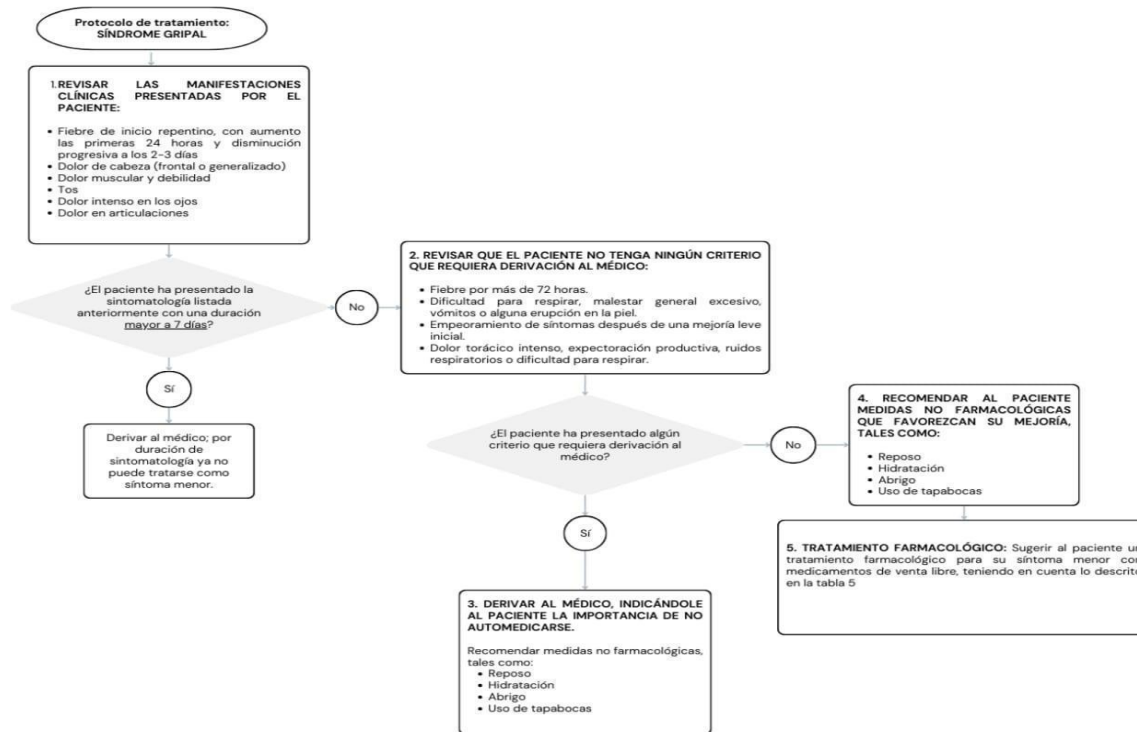 Protocolo de tratamiento:
SÍNDROME GRIPAL
1.REVISAR LAS MANIFESTACIONES
CLÍNICAS PRESENTADAS POR EL
PACIENTE:
• Fiebre de inicio repentino, con aumento
las primeras 24 horas y disminución
progresiva a los 2-3 días
• Dolor de cabeza (frontal o generalizado)
• Dolor muscular y debilidad
• Tos
• Dolor intenso en los ojos
• Dolor en articulaciones
¿El paciente ha presentado la
sintomatología listada
anteriormente con una duración
mayor a 7 días?
No
Sí
Derivar al médico; por
duración de
sintomatología ya no
puede tratarse como
síntoma menor.
2. REVISAR QUE EL PACIENTE NO TENGA NINGÚN CRITERIO
QUE REQUIERA DERIVACIÓN AL MÉDICO:
• Fiebre por más de 72 horas.
• Dificultad para respirar, malestar general excesivo,
vómitos o alguna erupción en la piel.
• Empeoramiento de síntomas después de una mejoría leve
inicial.
• Dolor torácico intenso, expectoración productiva, ruidos
respiratorios o dificultad para respirar.
¿El paciente ha presentado algún
criterio que requiera derivación al
médico?
No
Sí
3. DERIVAR AL MÉDICO, INDICÁNDOLE
AL PACIENTE LA IMPORTANCIA DE NO
AUTOMEDICARSE.
Recomendar medidas no farmacológicas,
tales como:
• Reposo
• Hidratación
• Abrigo
• Uso de tapabocas
4. RECOMENDAR AL PACIENTE
MEDIDAS NO FARMACOLÓGICAS
QUE FAVOREZCAN SU MEJORÍA,
TALES COMO:
• Reposo
• Hidratación
• Abrigo
• Uso de tapabocas
5. TRATAMIENTO FARMACOLÓGICO: Sugerir al paciente un
tratamiento farmacológico para su síntoma menor con
medicamentos de venta libre, teniendo en cuenta lo descrito
en la tabla 5